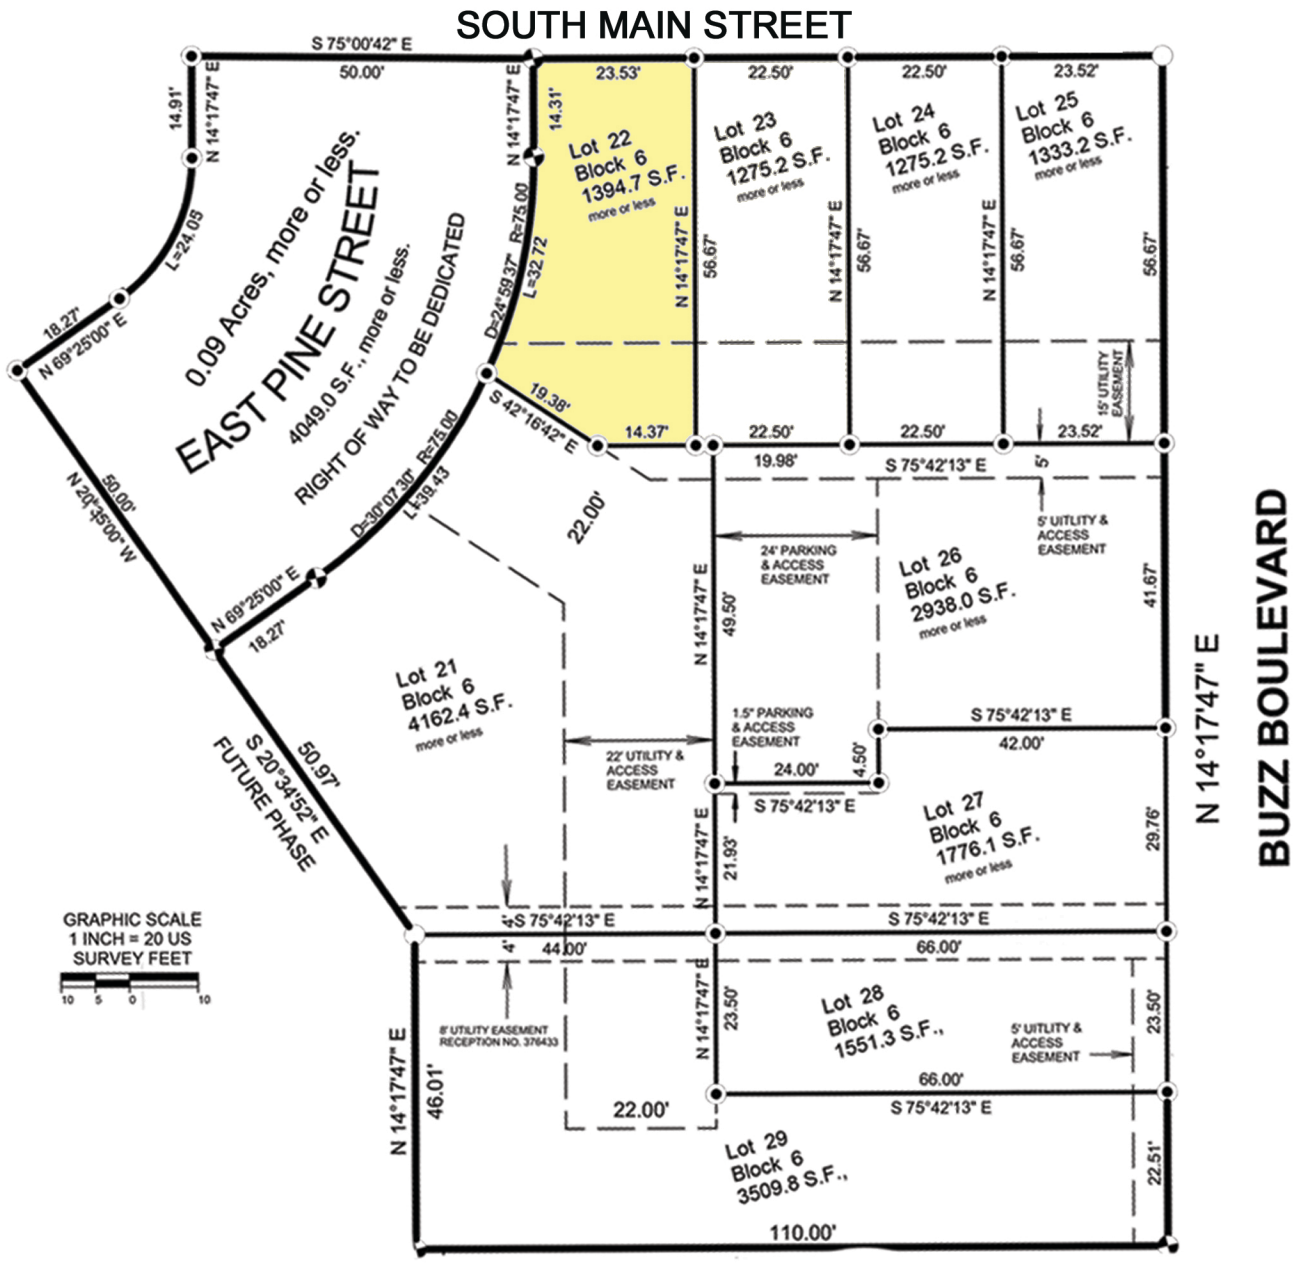 SOUTH MAIN STREET
S 75°00'42" E
50.00'
23.53'
22.50'
22.50'
23.52'
14.91'
N 14°17'47" E
N 14°17'47" E
14.31'
Lot 22
Block 6
1394.7 S.F.
more or less
Lot 23
Block 6
1275.2 S.F.
more or less
Lot 24
Block 6
1275.2 S.F.
more or less
Lot 25
Block 6
1333.2 S.F.
more or less
L=24.05
18.27'
N 69°25'00" E
0.09 Acres, more or less.
EAST PINE STREET
4049.0 S.F., more or less.
RIGHT OF WAY TO BE DEDICATED
D=24°59'37" R=75.00
L=32.72
N 14°17'47" E
56.67'
N 14°17'47" E
56.67'
N 14°17'47" E
56.67'
56.67'
15' UTILITY
EASEMENT
19.38'
S 42°16'42" E
14.37'
22.50'
22.50'
23.52'
19.98'
S 75°42'13" E
5'
D=30°07'30" R=75.00
L=39.43
50.00'
N 20°35'00" W
22.00'
24' PARKING
& ACCESS
EASEMENT
5' UITLITY &
ACCESS
EASEMENT
Lot 26
Block 6
2938.0 S.F.
more or less
41.67'
N 14°17'47" E
49.50'
N 69°25'00" E
18.27'
Lot 21
Block 6
4162.4 S.F.
more or less
N 14°17'47" E
BUZZ BOULEVARD
1.5" PARKING
& ACCESS
EASEMENT
S 75°42'13" E
42.00'
22' UTILITY &
ACCESS
EASEMENT
24.00'
4.50'
S 75°42'13" E
50.97'
S 20°34'52" E
FUTURE PHASE
Lot 27
Block 6
1776.1 S.F.
more or less
29.76'
N 14°17'47" E
21.93'
GRAPHIC SCALE
1 INCH = 20 US
SURVEY FEET
10 5 0 10
4'
S 75°42'13" E
S 75°42'13" E
4'
44.00'
66.00'
N 14°17'47" E
23.50'
Lot 28
Block 6
1551.3 S.F.,
23.50'
8' UTILITY EASEMENT
RECEPTION NO. 376433
5' UITLITY &
ACCESS
EASEMENT
N 14°17'47" E
46.01'
66.00'
S 75°42'13" E
22.00'
Lot 29
Block 6
3509.8 S.F.,
22.51'
110.00'